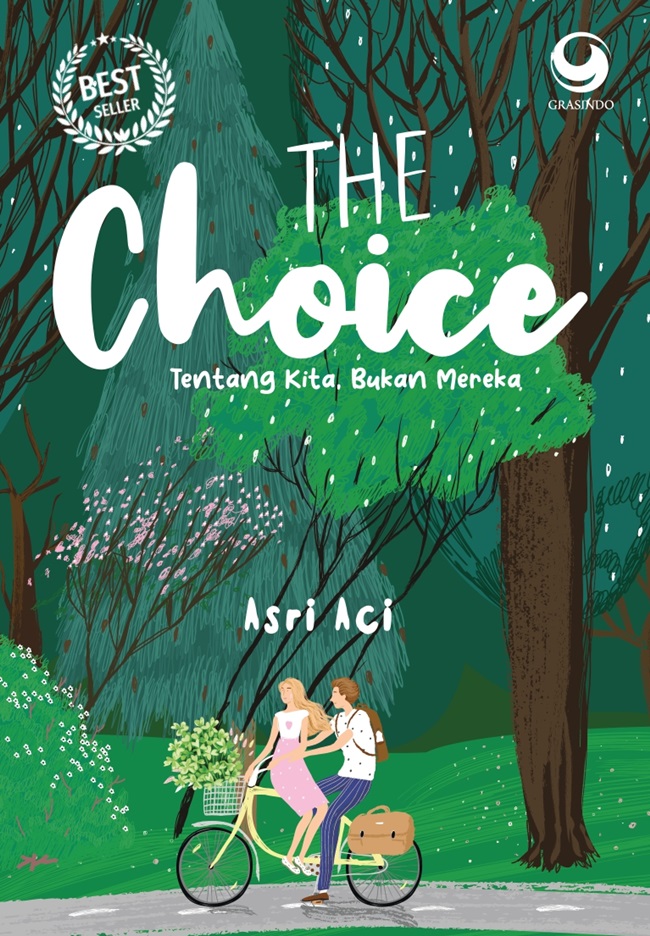 BEST
SELLER
GRASINDO
THE
Choice
Tentang Kita, Bukan Mereka
Asri Aci